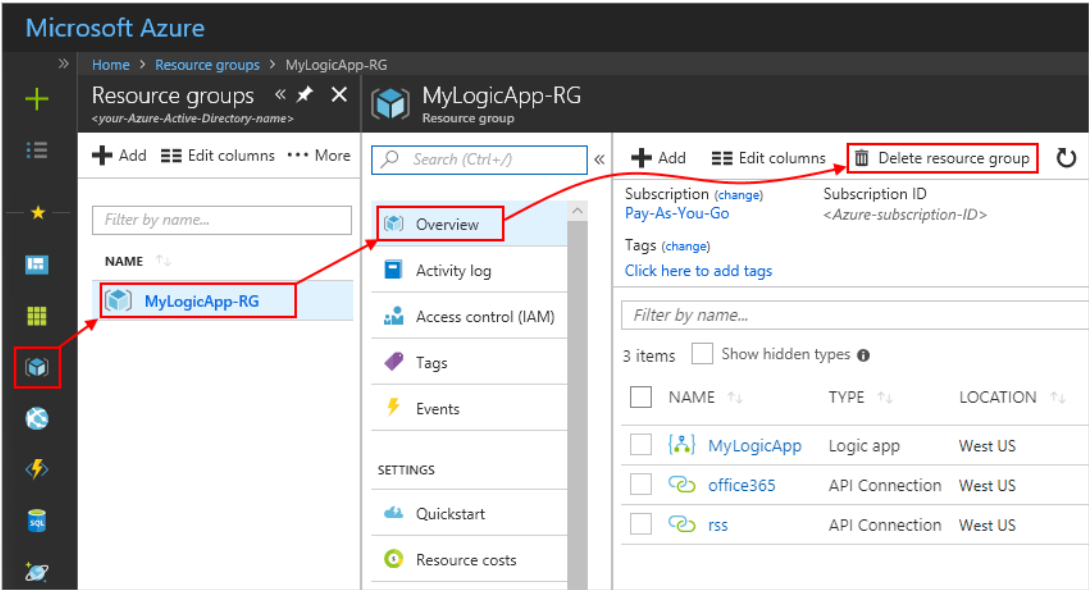 Microsoft Azure
» Home > Resource groups > MyLogicApp-RG
Resource groups «
<your-Azure-Active-Directory-name>
MyLogicApp-RG
Resource group
Add Edit columns ••• More
Filter by name...
NAME ↑↓
MyLogicApp-RG
Search (Ctrl+/) «
Overview
Activity log
Access control (IAM)
Tags
Events
SETTINGS
Quickstart
Resource costs
Add Edit columns Delete resource group
Subscription (change) Subscription ID
Pay-As-You-Go <Azure-subscription-ID>
Tags (change)
Click here to add tags
Filter by name...
3 items Show hidden types
NAME ↑↓ TYPE ↑↓ LOCATION ↑↓
MyLogicApp Logic app West US
office365 API Connection West US
rss API Connection West US
SQL